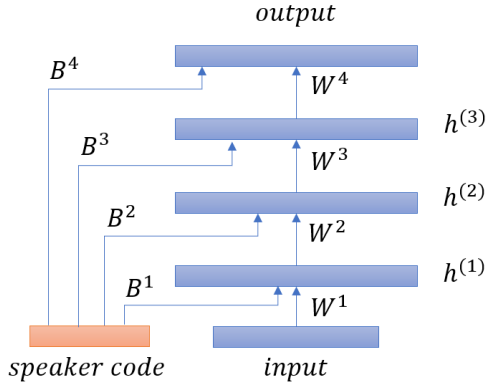 output
B⁴
W⁴
h⁽³⁾
B³
W³
h⁽²⁾
B²
W²
h⁽¹⁾
B¹
W¹
speaker code
input